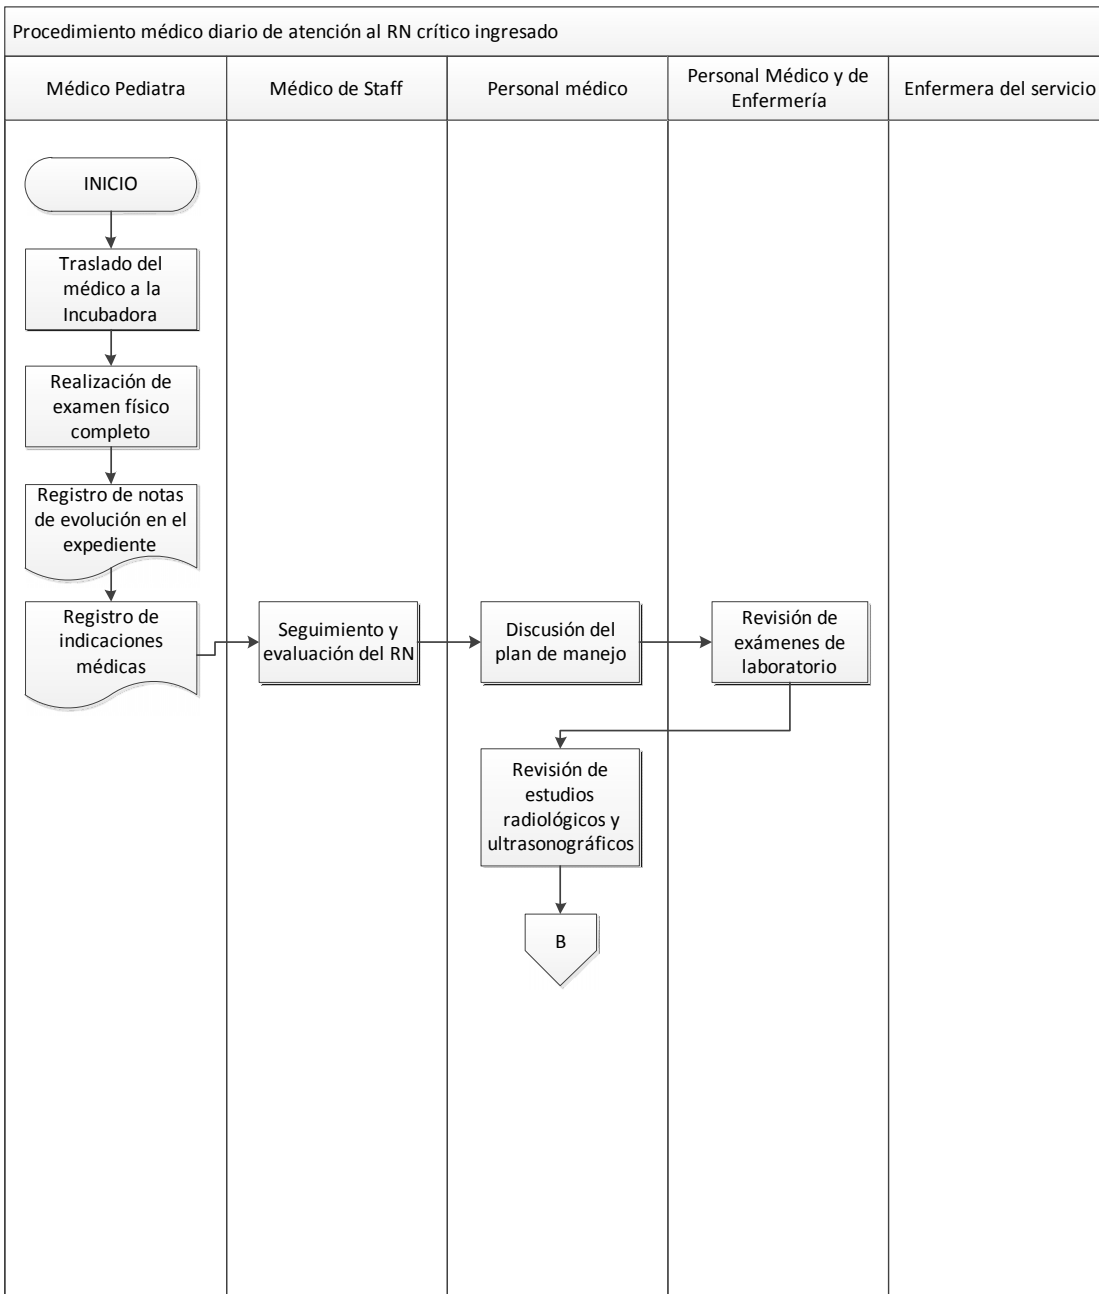 Procedimiento médico diario de atención al RN crítico ingresado
Médico Pediatra
Médico de Staff
Personal médico
Personal Médico y de
Enfermería
Enfermera del servicio
INICIO
Traslado del
médico a la
Incubadora
Realización de
examen físico
completo
Registro de notas
de evolución en el
expediente
Registro de
indicaciones
médicas
Seguimiento y
evaluación del RN
Discusión del
plan de manejo
Revisión de
exámenes de
laboratorio
Revisión de
estudios
radiológicos y
ultrasonográficos
B